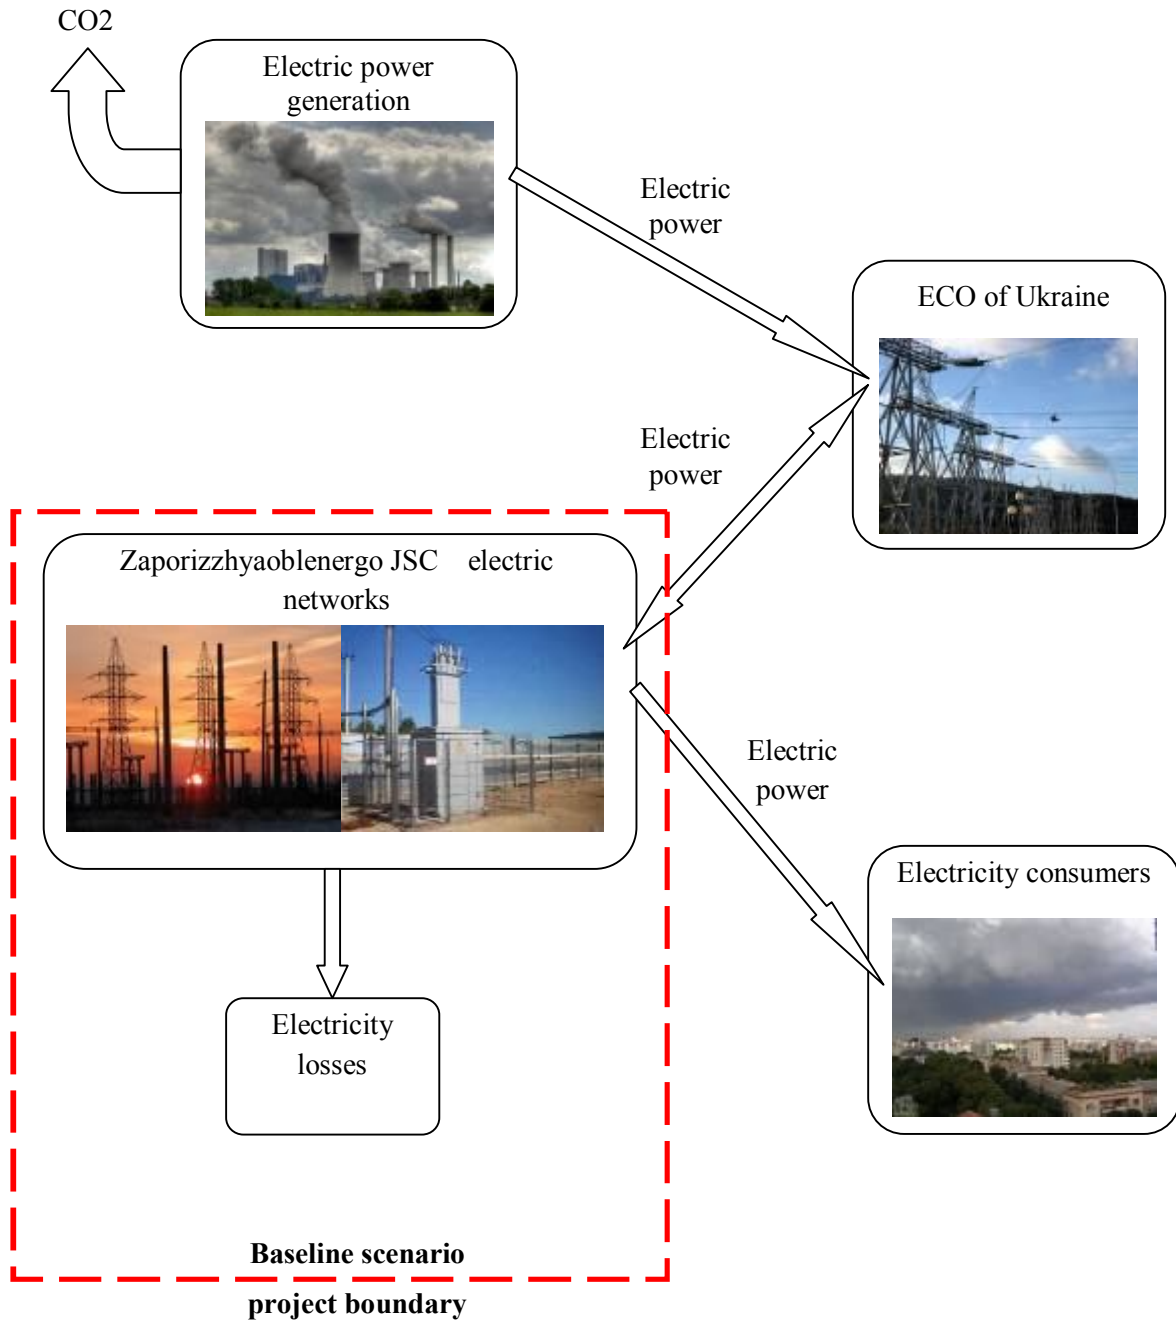 CO2
Electric power
generation
Electric
power
ECO of Ukraine
Electric
power
Zaporizzhyaoblenergo JSC electric
networks
Electric
power
Electricity consumers
Electricity
losses
Baseline scenario
project boundary